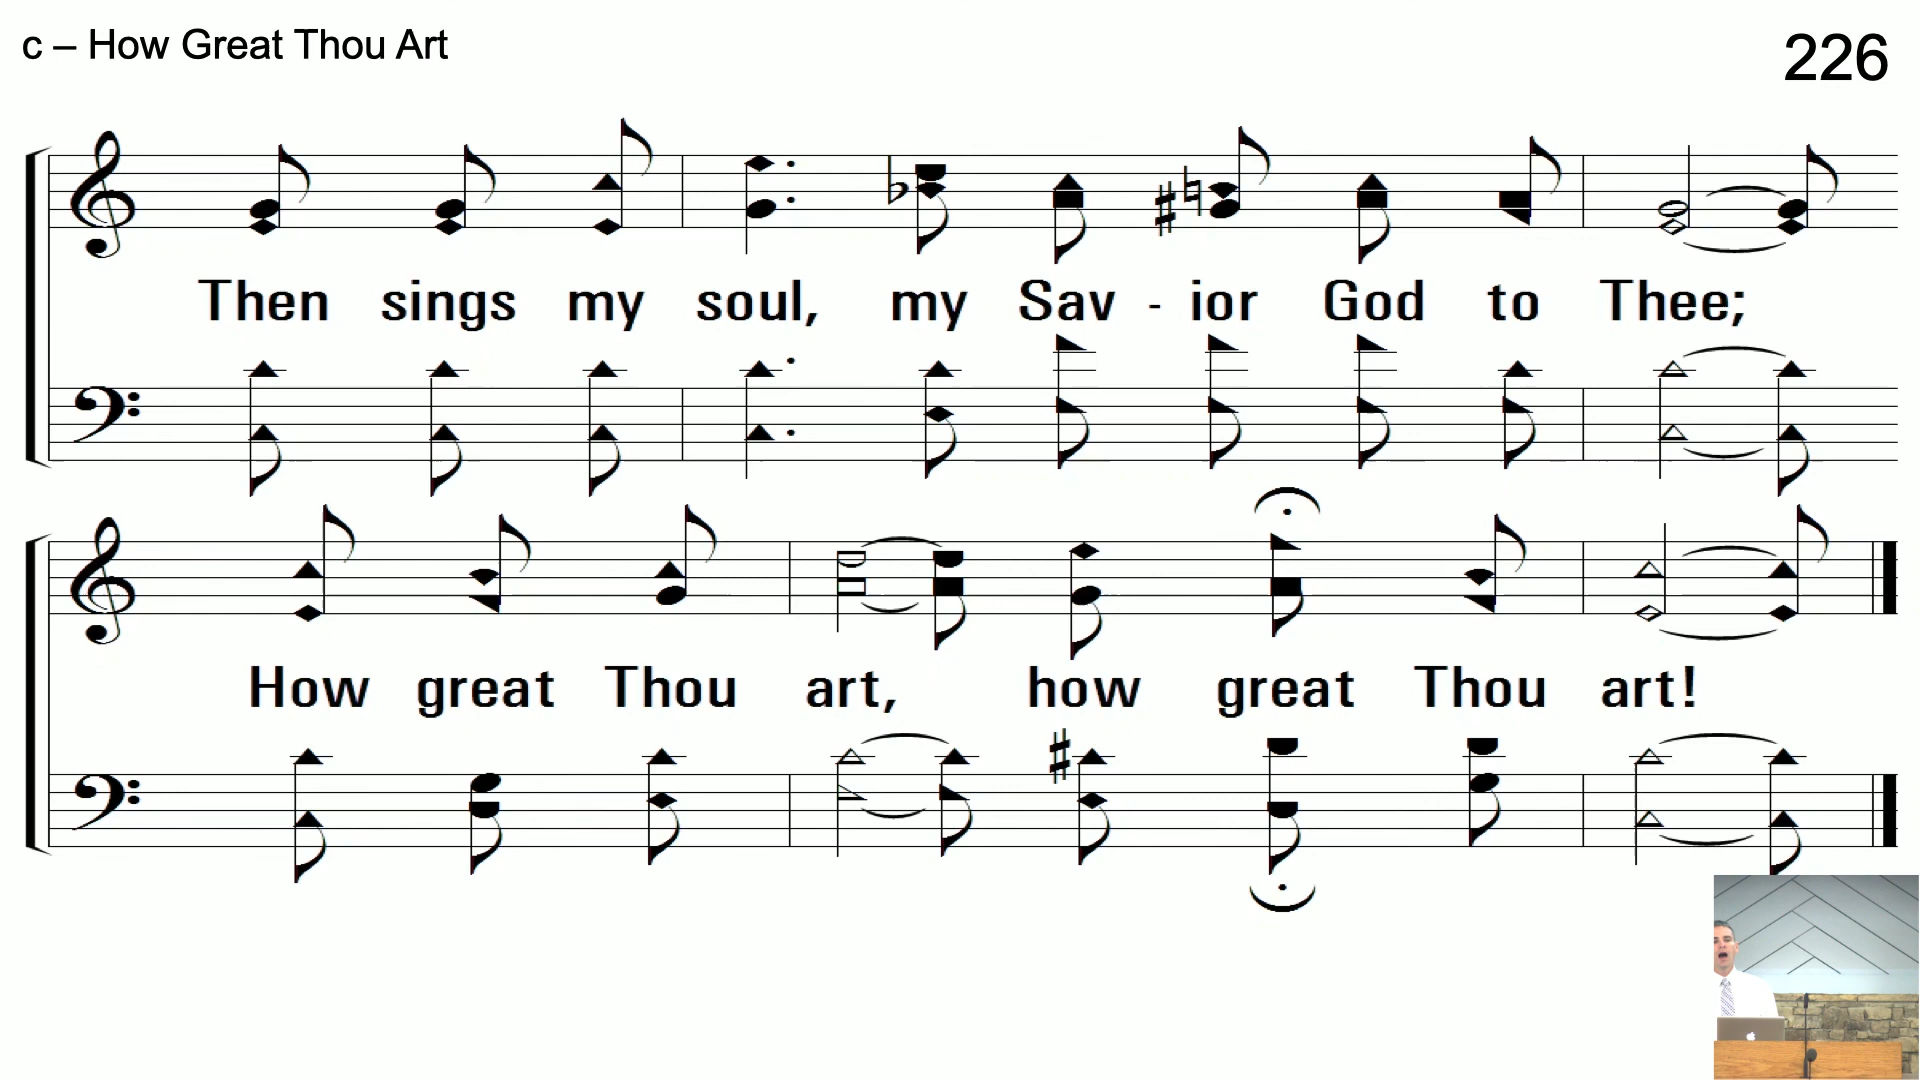 c – How Great Thou Art
226
Then sings my soul, my Sav - ior God to Thee;
How great Thou art, how great Thou art!